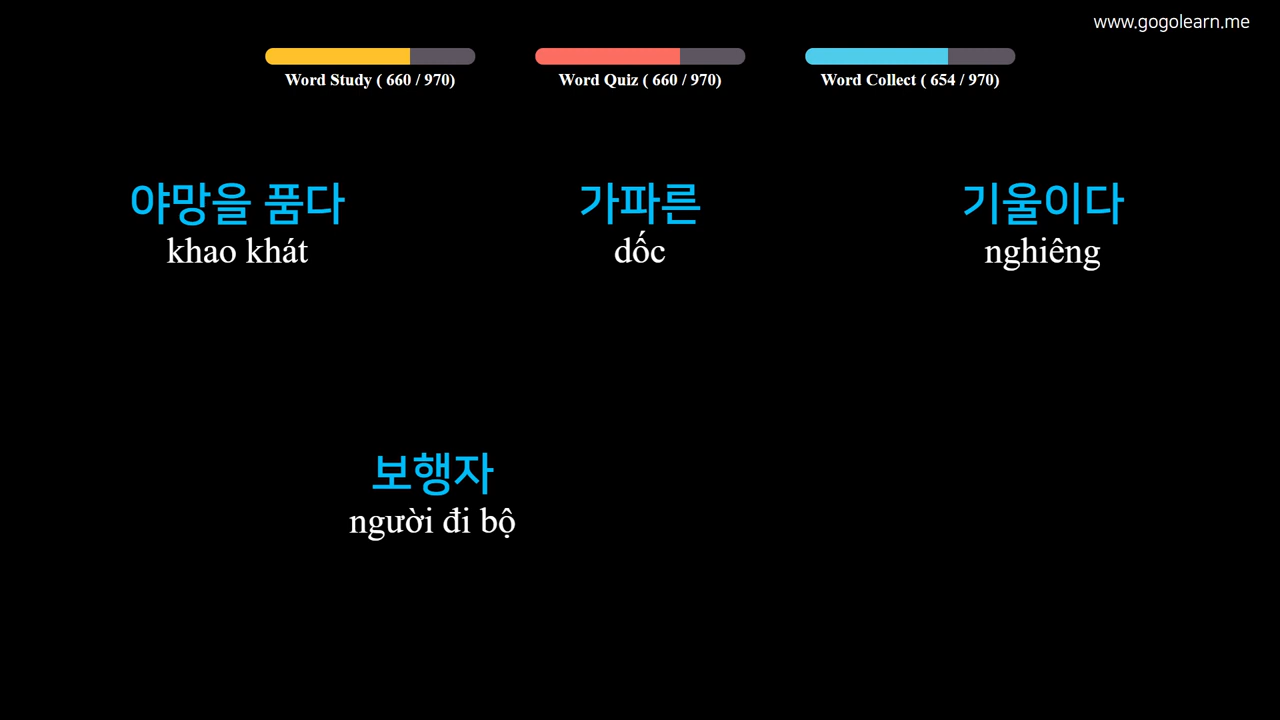 www.gogolearn.me
Word Study ( 660 / 970)
Word Quiz ( 660 / 970)
Word Collect ( 654 / 970)
야망을 품다
khao khát
가파른
dốc
기울이다
nghiêng
보행자
người đi bộ